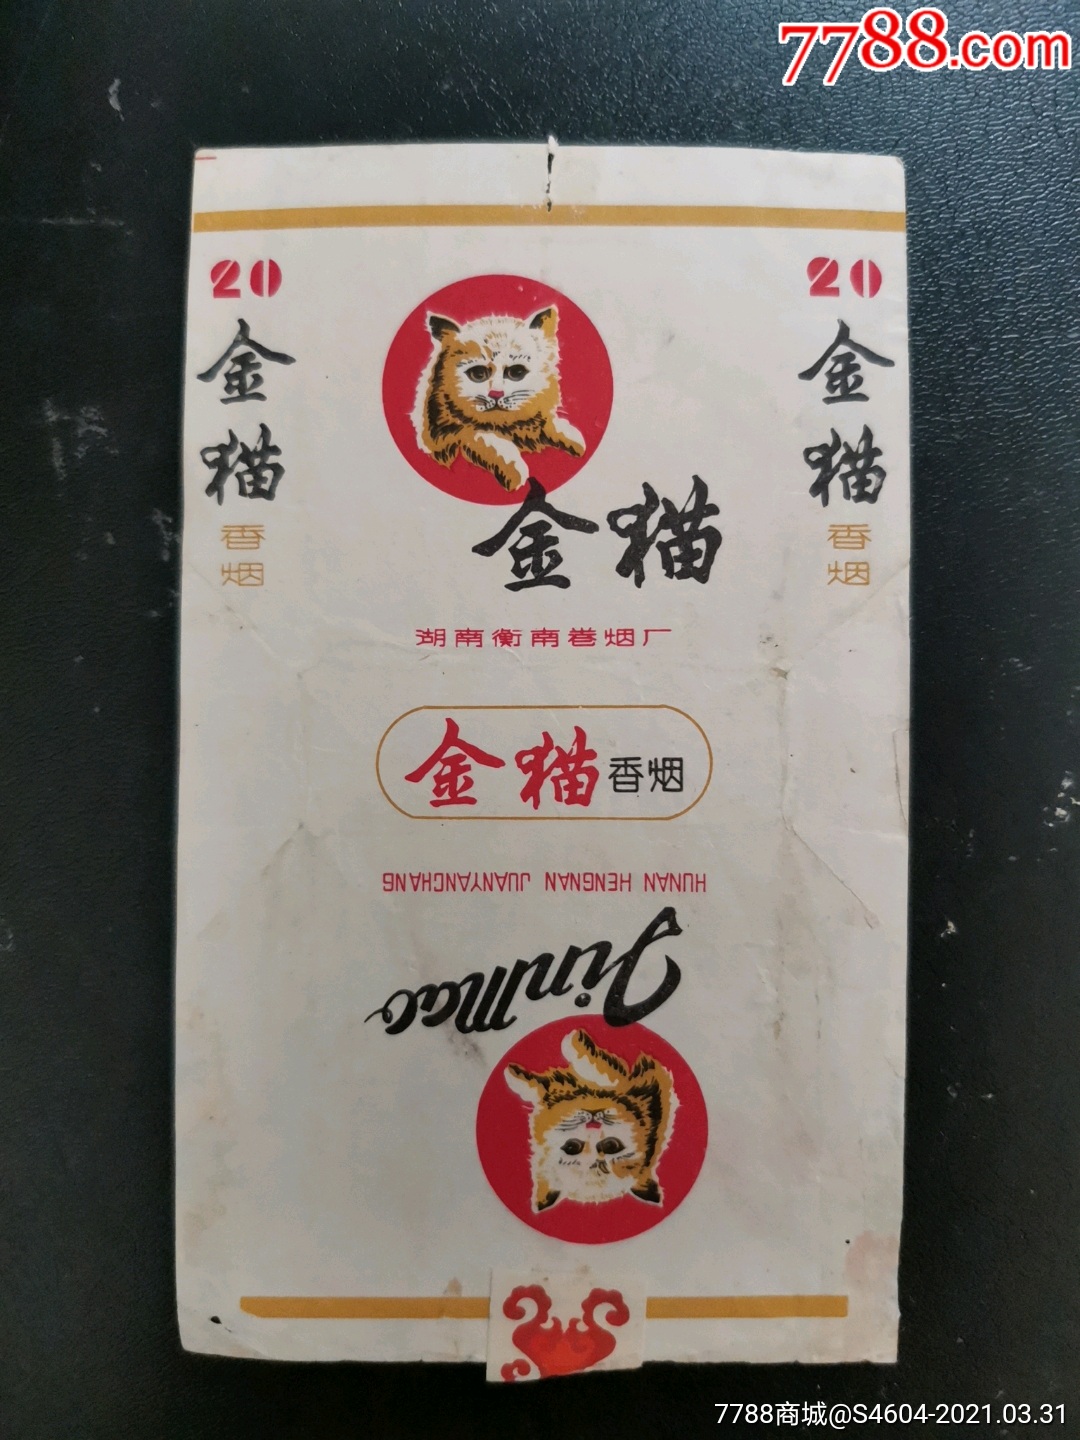 7788.com
20
金猫
香烟
20
金猫
香烟
金猫
湖南衡南卷烟厂
金猫香烟
HUNAN HENGNAN JUANYANCHANG
JinMao
7788商城@S4604-2021.03.31